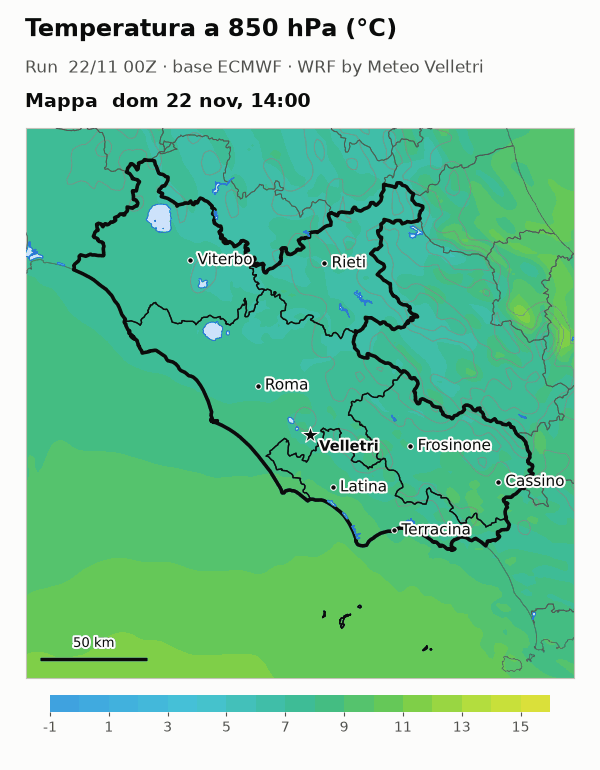 Temperatura a 850 hPa (°C)
Run  22/11 00Z · base ECMWF · WRF by Meteo Velletri
Mappa  dom 22 nov, 14:00
Viterbo
Rieti
Roma
Velletri
Frosinone
Latina
Cassino
Terracina
50 km
-1 1 3 5 7 9 11 13 15